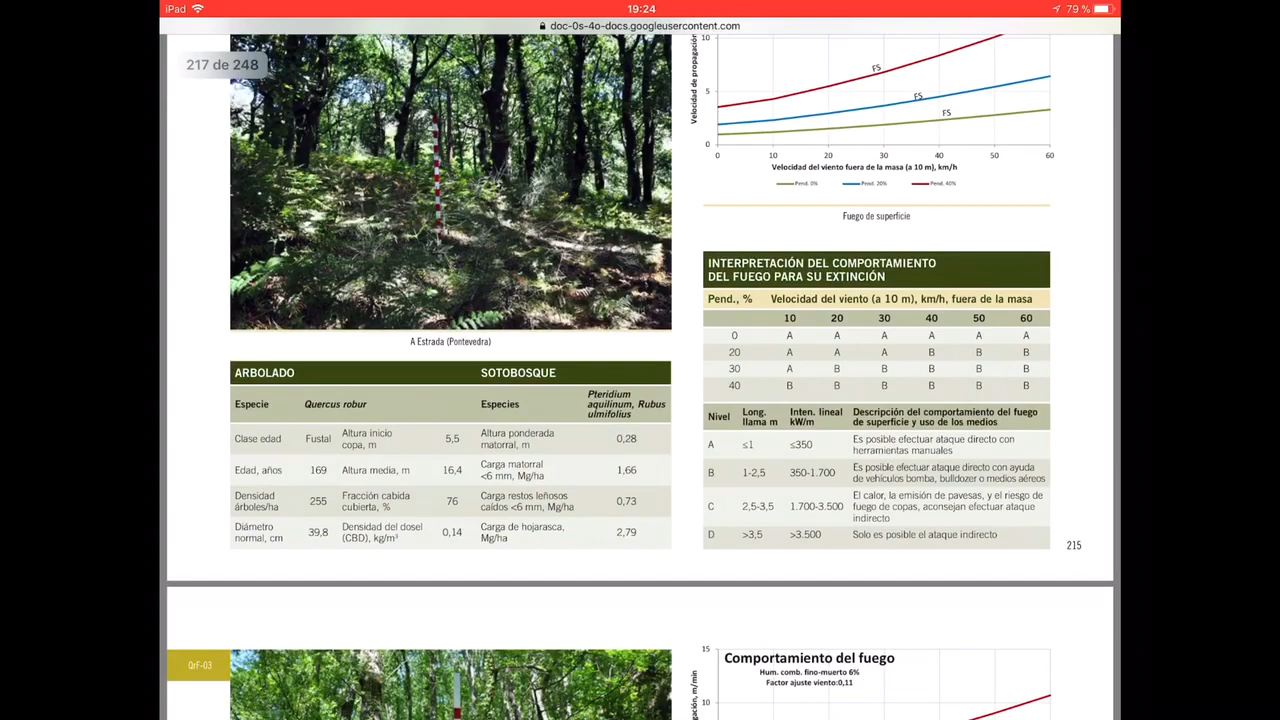 iPad 19:24 79 %
doc-0s-4o-docs.googleusercontent.com
217 de 248
A Estrada (Pontevedra)
ARBOLADO SOTOBOSQUE
Especie Quercus robur Especies Pteridium aquilinum, Rubus ulmifolius
Clase edad Fustal Altura inicio copa, m 5,5 Altura ponderada matorral, m 0,28
Edad, años 169 Altura media, m 16,4 Carga matorral <6 mm, Mg/ha 1,66
Densidad árboles/ha 255 Fracción cabida cubierta, % 76 Carga restos leñosos caídos <6 mm, Mg/ha 0,73
Diámetro normal, cm 39,8 Densidad del dosel (CBD), kg/m³ 0,14 Carga de hojarasca, Mg/ha 2,79
Velocidad de propagación
10
5
0
FS
FS
FS
0 10 20 30 40 50 60
Velocidad del viento fuera de la masa (a 10 m), km/h
Pend. 0% Pend. 20% Pend. 40%
Fuego de superficie
INTERPRETACIÓN DEL COMPORTAMIENTO
DEL FUEGO PARA SU EXTINCIÓN
Pend., % Velocidad del viento (a 10 m), km/h, fuera de la masa
10 20 30 40 50 60
0 A A A A A A
20 A A A B B B
30 A B B B B B
40 B B B B B B
Nivel Long. llama m Inten. lineal kW/m Descripción del comportamiento del fuego de superficie y uso de los medios
A ≤1 ≤350 Es posible efectuar ataque directo con herramientas manuales
B 1-2,5 350-1.700 Es posible efectuar ataque directo con ayuda de vehículos bomba, bulldozer o medios aéreos
C 2,5-3,5 1.700-3.500 El calor, la emisión de pavesas, y el riesgo de fuego de copas, aconsejan efectuar ataque indirecto
D >3,5 >3.500 Solo es posible el ataque indirecto
215
QrF-03
15
10
Comportamiento del fuego
Hum. comb. fino-muerto 6%
Factor ajuste viento:0,11
agación, m/min